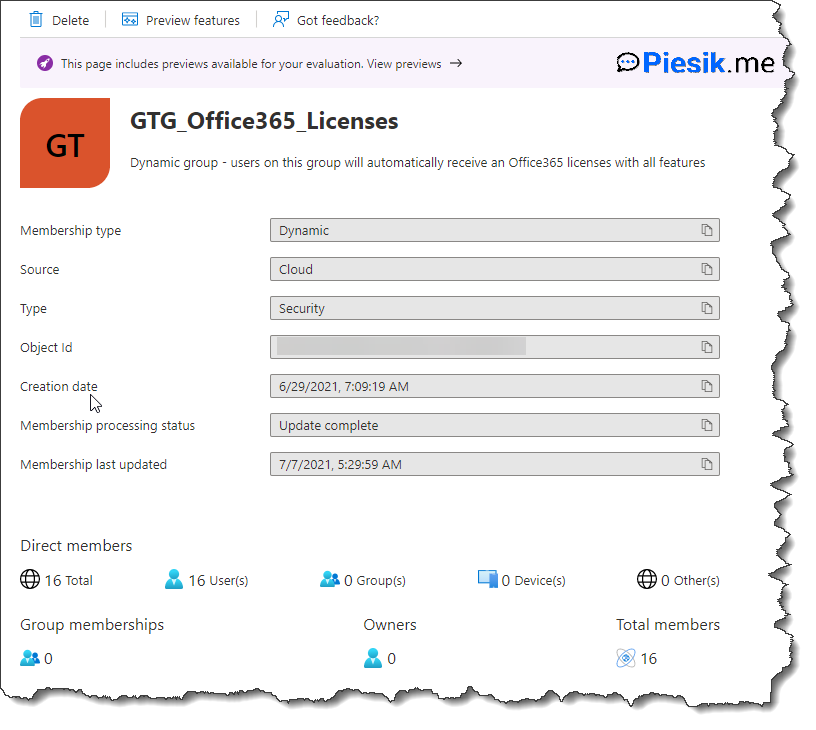 Delete Preview features Got feedback?
This page includes previews available for your evaluation. View previews →
Piesik.me
GT
GTG_Office365_Licenses
Dynamic group - users on this group will automatically receive an Office365 licenses with all features
Membership type Dynamic
Source Cloud
Type Security
Object Id
Creation date 6/29/2021, 7:09:19 AM
Membership processing status Update complete
Membership last updated 7/7/2021, 5:29:59 AM
Direct members
16 Total 16 User(s) 0 Group(s) 0 Device(s) 0 Other(s)
Group memberships Owners Total members
0 0 16